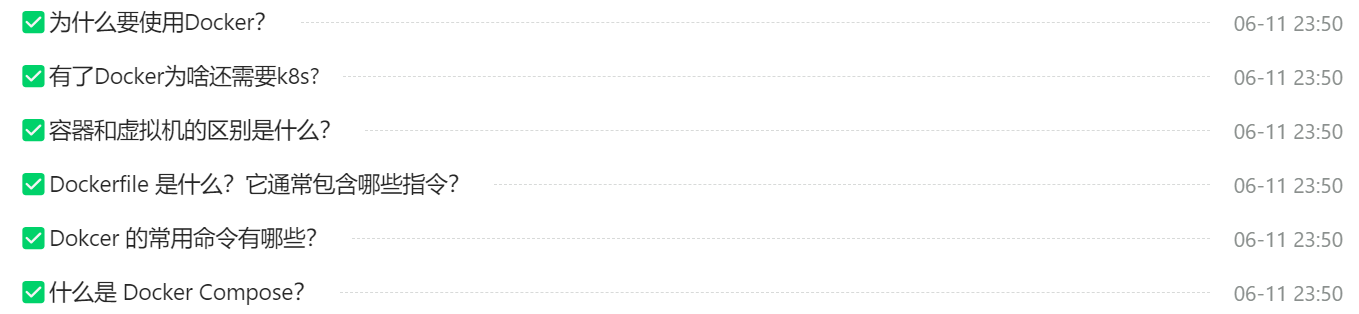 为什么要使用Docker？ 06-11 23:50
有了Docker为啥还需要k8s? 06-11 23:50
容器和虚拟机的区别是什么？ 06-11 23:50
Dockerfile 是什么？它通常包含哪些指令？ 06-11 23:50
Dokcer 的常用命令有哪些？ 06-11 23:50
什么是 Docker Compose？ 06-11 23:50